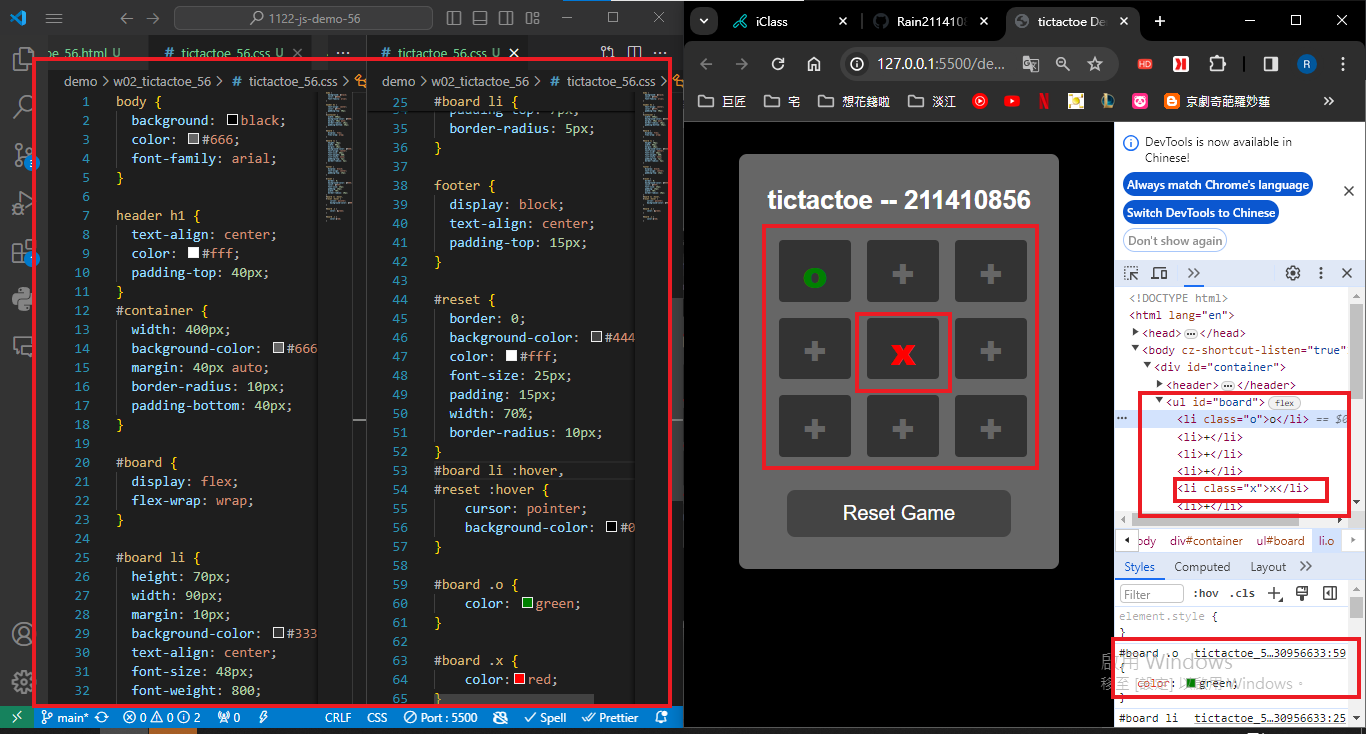 1122-js-demo-56
oe_56.html U
# tictactoe_56.css U
# tictactoe_56.css U
demo > w02_tictactoe_56 > # tictactoe_56.css >
1 body {
2 background: black;
3 color: #666;
4 font-family: arial;
5 }
6
7 header h1 {
8 text-align: center;
9 color: #fff;
10 padding-top: 40px;
11 }
12 #container {
13 width: 400px;
14 background-color: #666
15 margin: 40px auto;
16 border-radius: 10px;
17 padding-bottom: 40px;
18 }
19
20 #board {
21 display: flex;
22 flex-wrap: wrap;
23 }
24
25 #board li {
26 height: 70px;
27 width: 90px;
28 margin: 10px;
29 background-color: #333
30 text-align: center;
31 font-size: 48px;
32 font-weight: 800;
demo > w02_tictactoe_56 > # tictactoe_56.css >
25 #board li {
34 padding-top: 7px;
35 border-radius: 5px;
36 }
37
38 footer {
39 display: block;
40 text-align: center;
41 padding-top: 15px;
42 }
43
44 #reset {
45 border: 0;
46 background-color: #444
47 color: #fff;
48 font-size: 25px;
49 padding: 15px;
50 width: 70%;
51 border-radius: 10px;
52 }
53 #board li :hover,
54 #reset :hover {
55 cursor: pointer;
56 background-color: #0
57 }
58
59 #board .o {
60 color: green;
61 }
62
63 #board .x {
64 color: red;
65 }
main* 0 0 2 0 CRLF CSS Port : 5500 Spell Prettier
iClass
Rain211410
tictactoe De
127.0.0.1:5500/de...
HD
R
巨匠
宅
想花錢啦
淡江
京劇奇葩羅妙蓮
tictactoe -- 211410856
o + +
+ x +
+ + +
Reset Game
DevTools is now available in
Chinese!
Always match Chrome's language
Switch DevTools to Chinese
Don't show again
<!DOCTYPE html>
<html lang="en">
<head> ... </head>
<body cz-shortcut-listen="true"
<div id="container">
<header> ... </header>
<ul id="board"> flex
<li class="o">o</li> == $0
<li>+</li>
<li>+</li>
<li>+</li>
<li class="x">x</li>
<li>+</li>
ody div#container ul#board li.o
Styles Computed Layout
Filter :hov .cls
element.style {
}
#board .o tictactoe_5…30956633:59
{
color: green;
}
#board li tictactoe_5…30956633:25
啟用 Windows
移至 [設定] 以啟用 Windows。